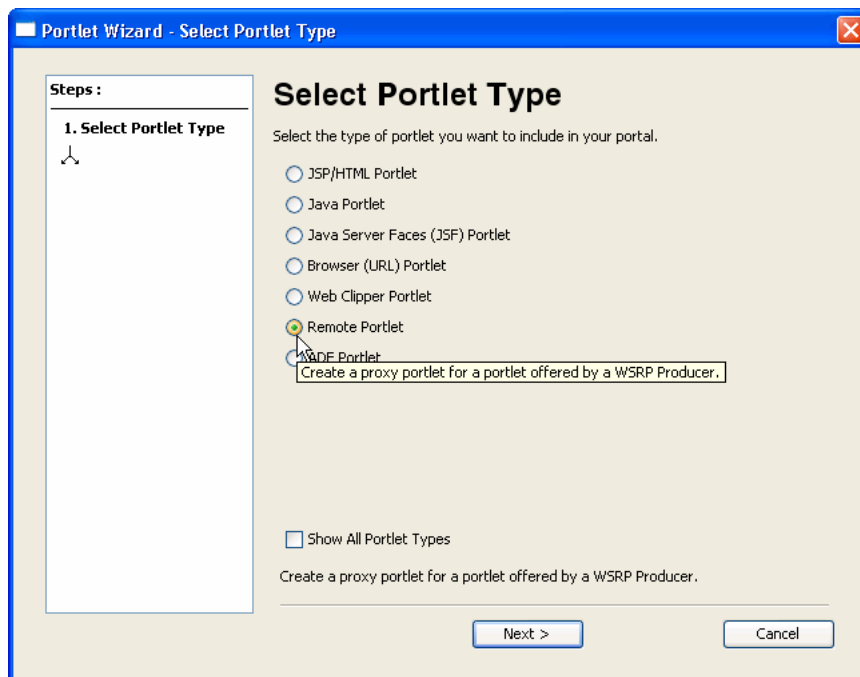 Portlet Wizard - Select Portlet Type
Steps :
1. Select Portlet Type
Select Portlet Type
Select the type of portlet you want to include in your portal.
JSP/HTML Portlet
Java Portlet
Java Server Faces (JSF) Portlet
Browser (URL) Portlet
Web Clipper Portlet
Remote Portlet
ADF Portlet
Create a proxy portlet for a portlet offered by a WSRP Producer.
Show All Portlet Types
Create a proxy portlet for a portlet offered by a WSRP Producer.
Next >
Cancel